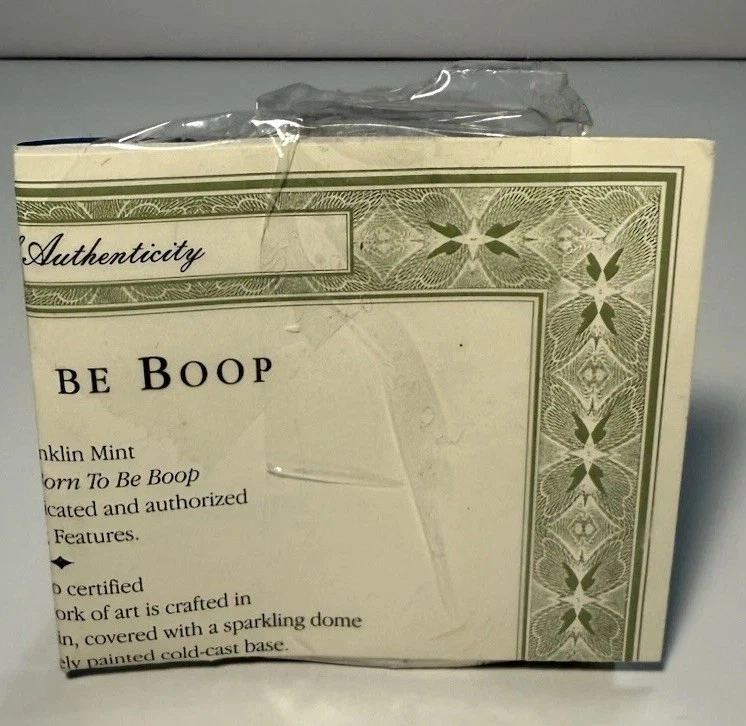 Authenticity
BE BOOP
nklin Mint
orn To Be Boop
icated and authorized
Features.
o certified
ork of art is crafted in
in, covered with a sparkling dome
ely painted cold-cast base.